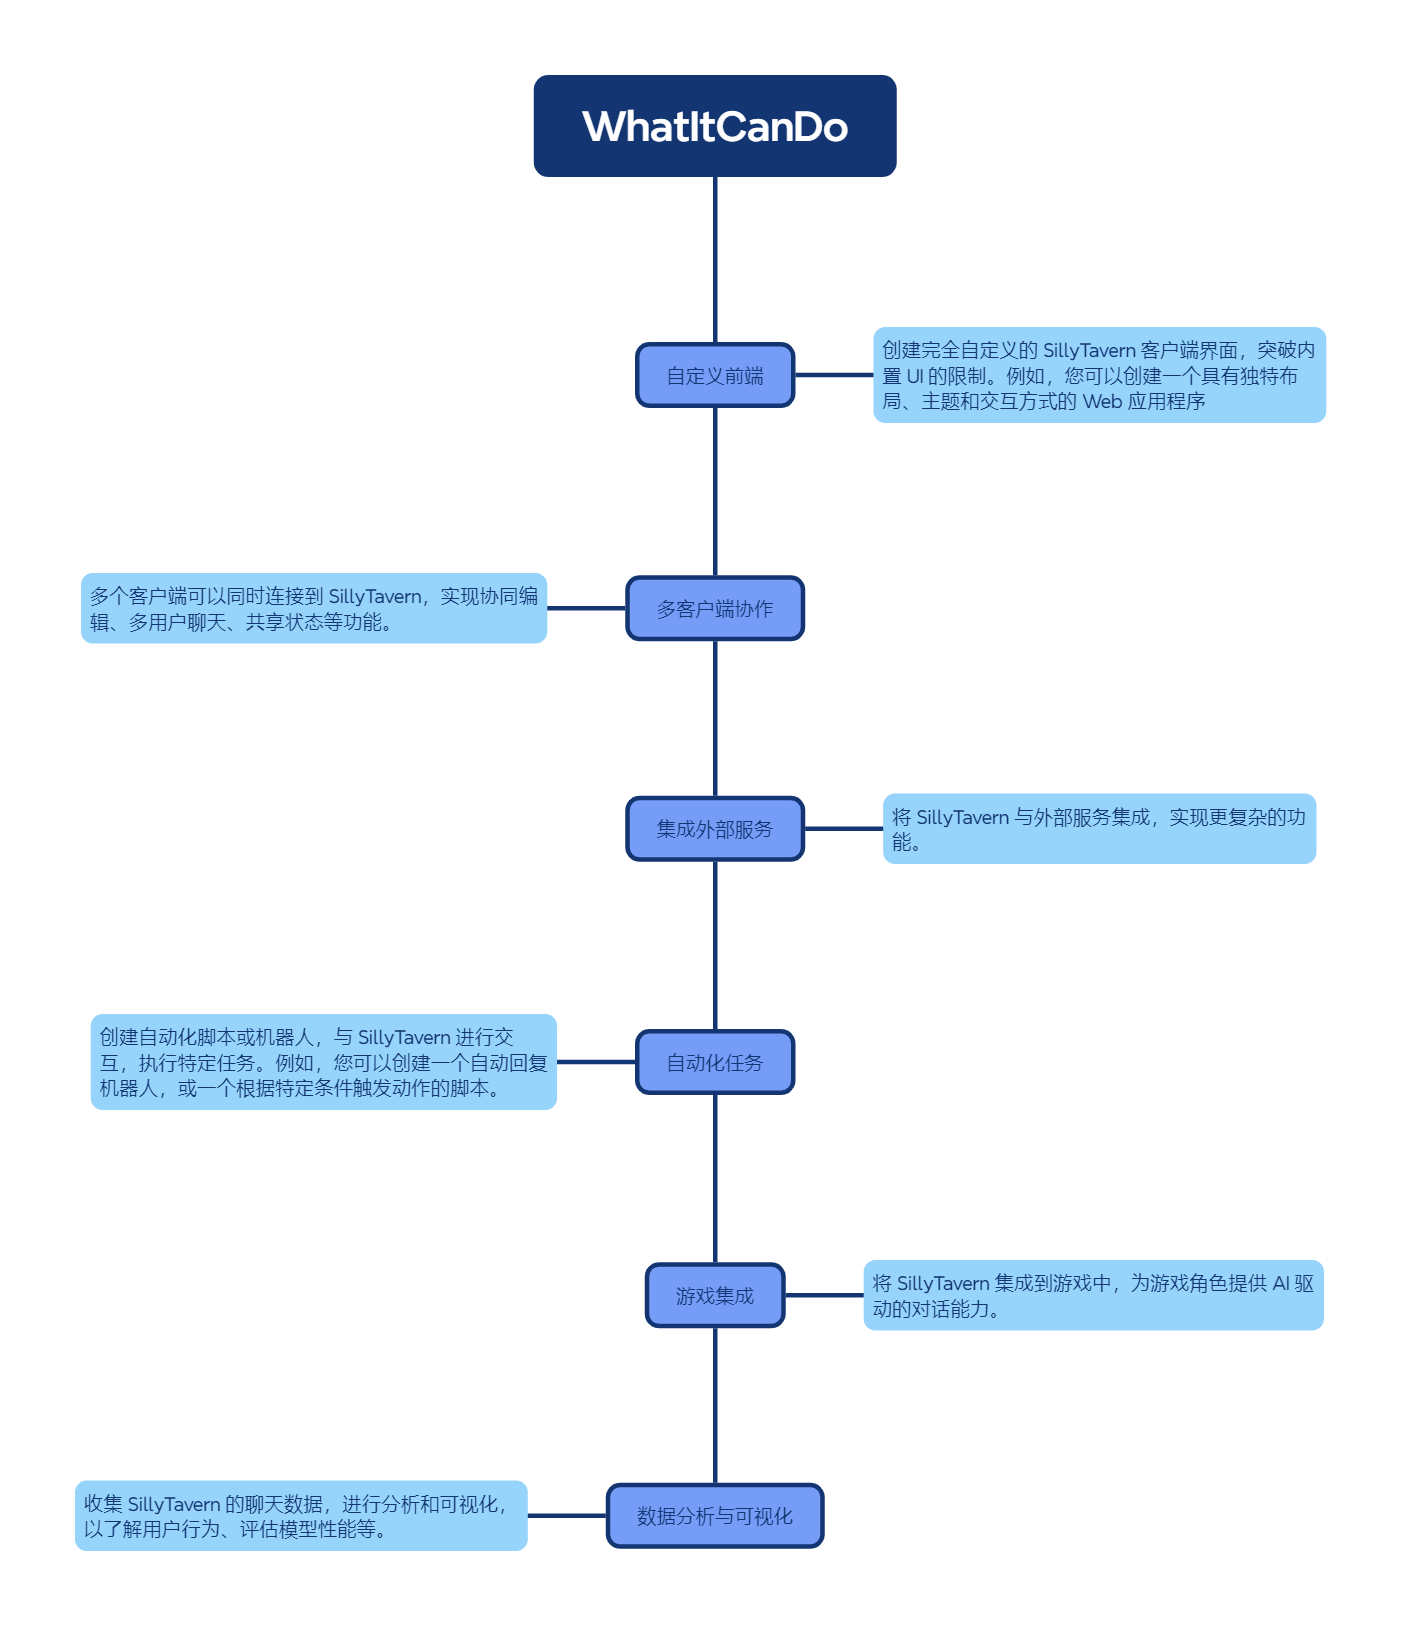 WhatItCanDo
自定义前端
创建完全自定义的 SillyTavern 客户端界面，突破内
置 UI 的限制。例如，您可以创建一个具有独特布
局、主题和交互方式的 Web 应用程序
多个客户端可以同时连接到 SillyTavern，实现协同编
辑、多用户聊天、共享状态等功能。
多客户端协作
集成外部服务
将 SillyTavern 与外部服务集成，实现更复杂的功
能。
创建自动化脚本或机器人，与 SillyTavern 进行交
互，执行特定任务。例如，您可以创建一个自动回复
机器人，或一个根据特定条件触发动作的脚本。
自动化任务
游戏集成
将 SillyTavern 集成到游戏中，为游戏角色提供 AI 驱
动的对话能力。
收集 SillyTavern 的聊天数据，进行分析和可视化，
以了解用户行为、评估模型性能等。
数据分析与可视化